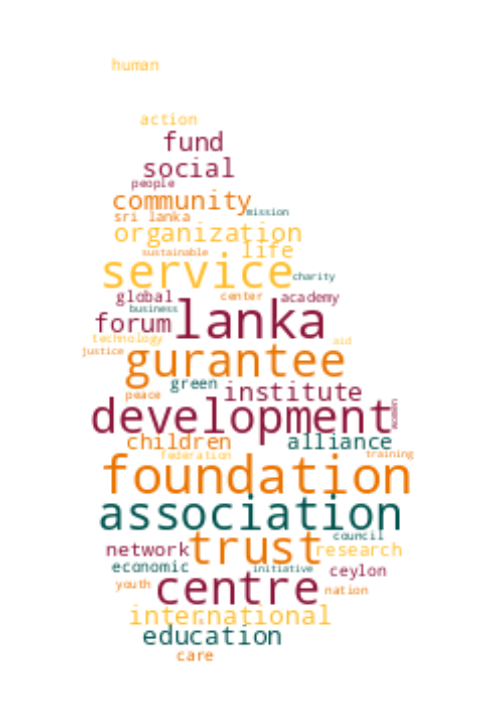 human
action
fund
social
people
community
mission
sri lanka
organization
life
sustainable
service
charity
global
center
academy
business
lanka
forum
technology
aid
justice
gurantee
green
institute
peace
development
women
children
alliance
federation
training
foundation
association
council
trust
network
research
economic
initiative
ceylon
youth
centre
nation
international
education
care